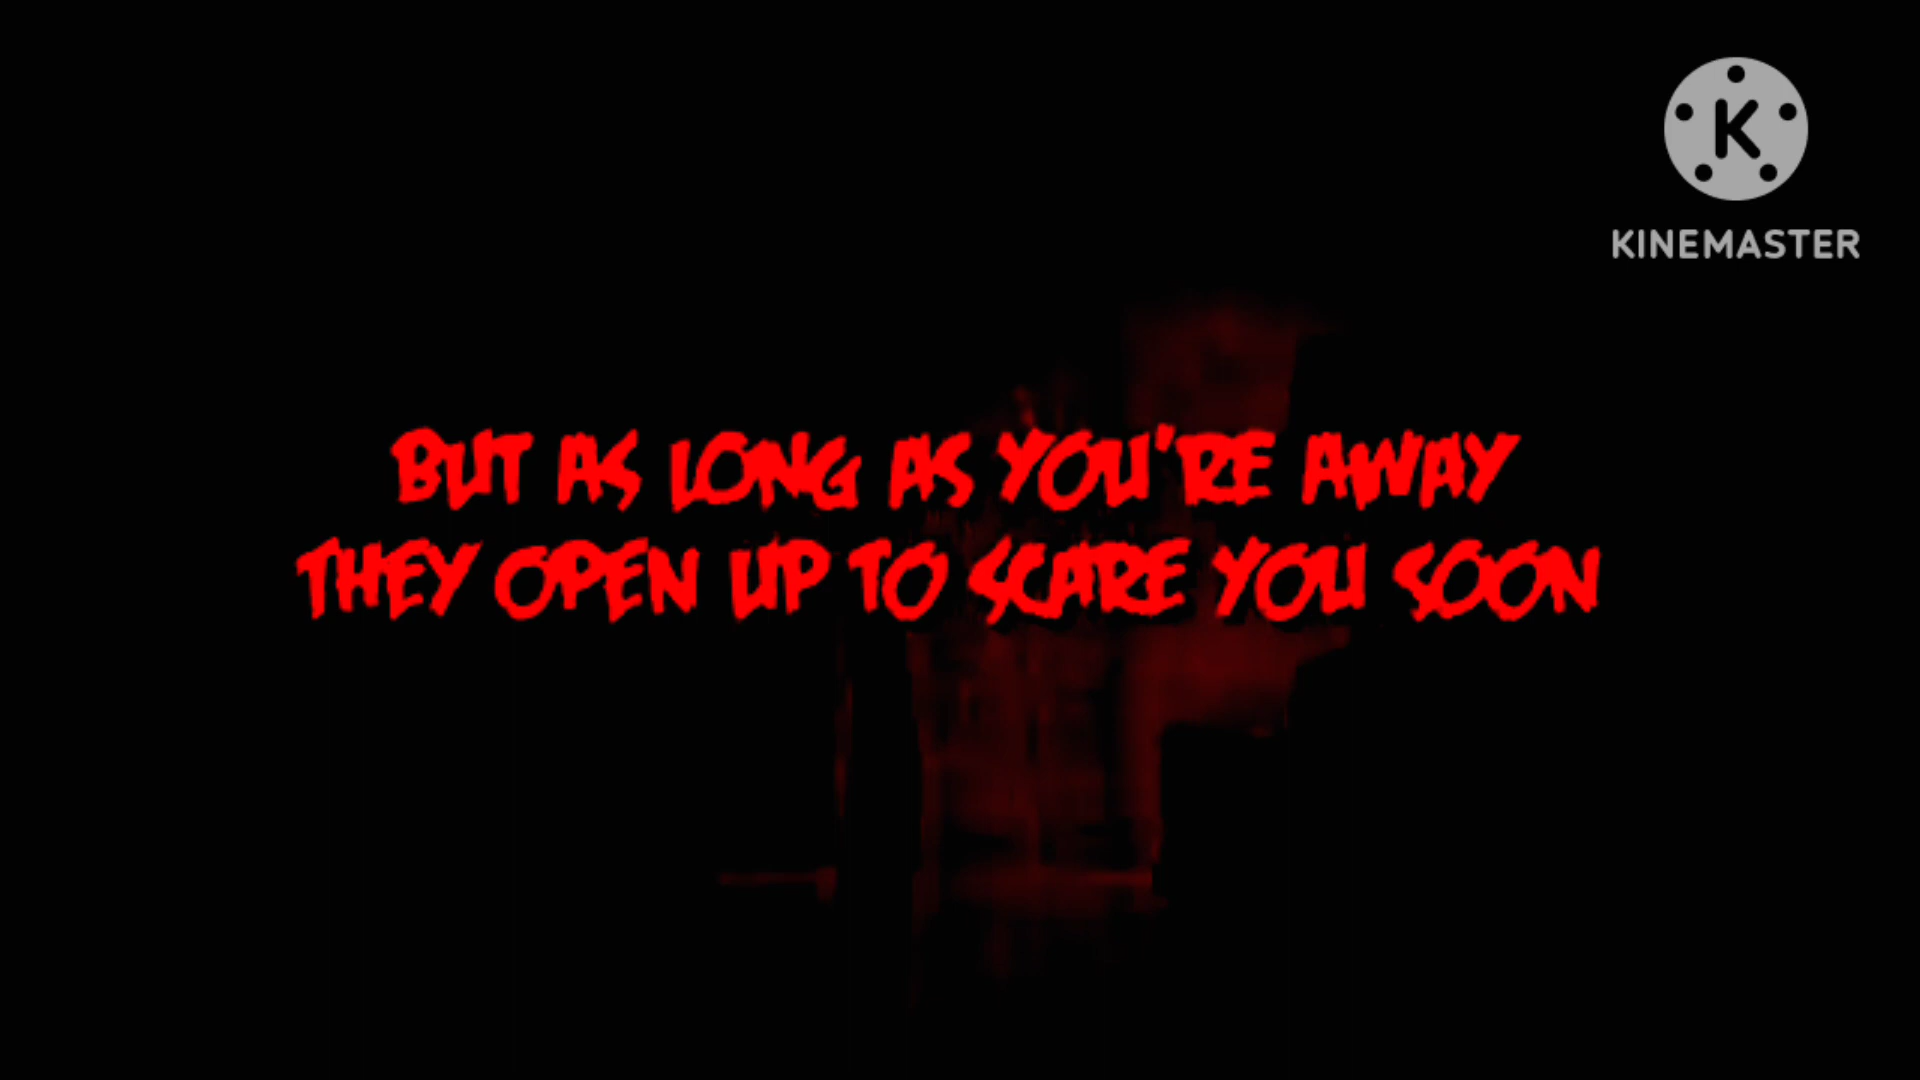 K
KINEMASTER
BUT AS LONG AS YOU'RE AWAY
THEY OPEN UP TO SCARE YOU SOON